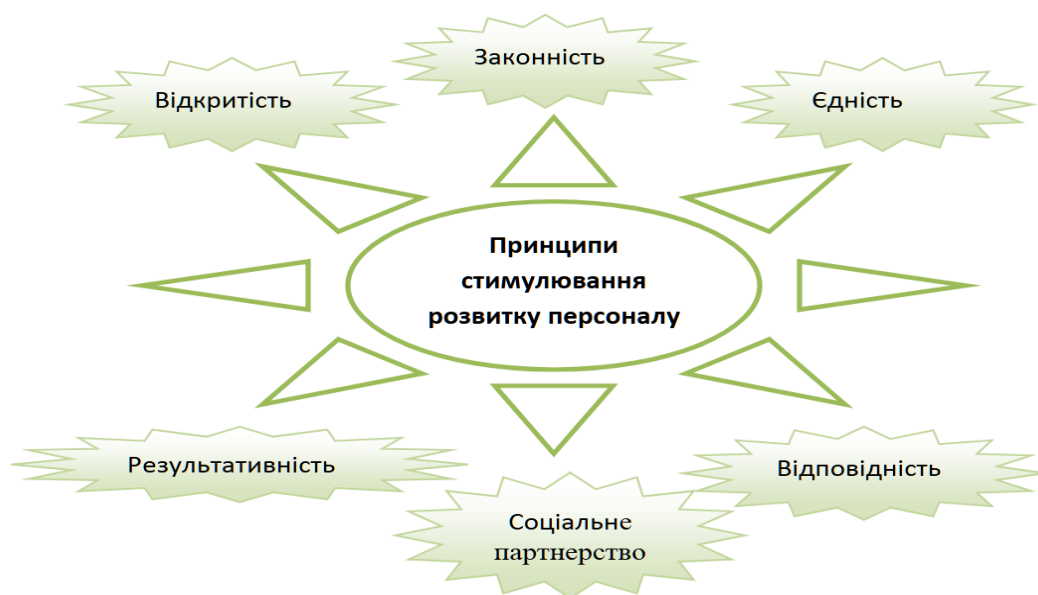 Законність
Відкритість
Єдність
Принципи
стимулювання
розвитку персоналу
Результативність
Відповідність
Соціальне
партнерство